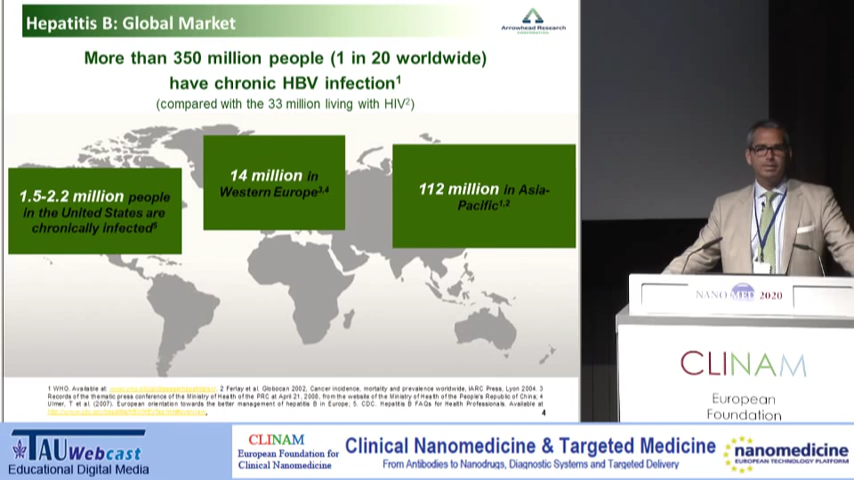 Hepatitis B: Global Market
Arrowhead Research
CORPORATION
More than 350 million people (1 in 20 worldwide)
have chronic HBV infection1
(compared with the 33 million living with HIV2)
1.5-2.2 million people
in the United States are
chronically infected5
14 million in
Western Europe3,4
112 million in Asia-
Pacific1,2
1 WHO. Available at:
2 Ferlay et al. Globocan 2002, Cancer incidence, mortality and prevalence worldwide, IARC Press, Lyon 2004. 3
Records of the thematic press conference of the Ministry of Health of the PRC at April 21, 2006, from the website of the Ministry of Health of the People's Republic of China; 4
Ulmer, T et al. (2007). European orientation towards the better management of hepatitis B in Europe; 5. CDC. Hepatitis B FAQs for Health Professionals. Available at
4
NANO MED 2020
CLINAM
European
Foundation
TAU Webcast
Educational Digital Media
CLINAM
European Foundation for
Clinical Nanomedicine
Clinical Nanomedicine & Targeted Medicine
From Antibodies to Nanodrugs, Diagnostic Systems and Targeted Delivery
nanomedicine
EUROPEAN TECHNOLOGY PLATFORM